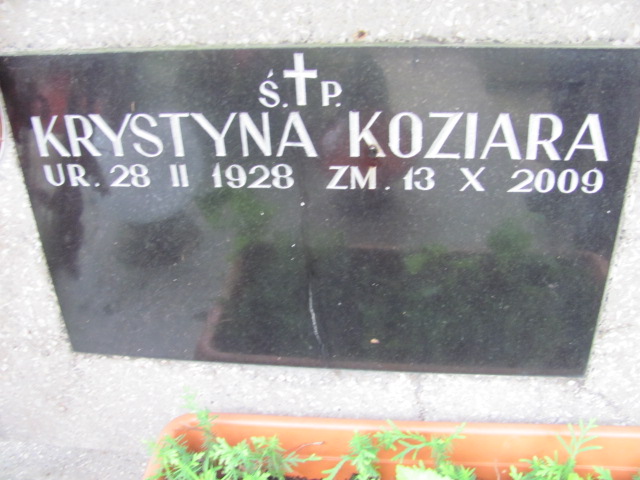 Ś. P.
KRYSTYNA KOZIARA
UR. 28 II 1928 ZM. 13 X 2009